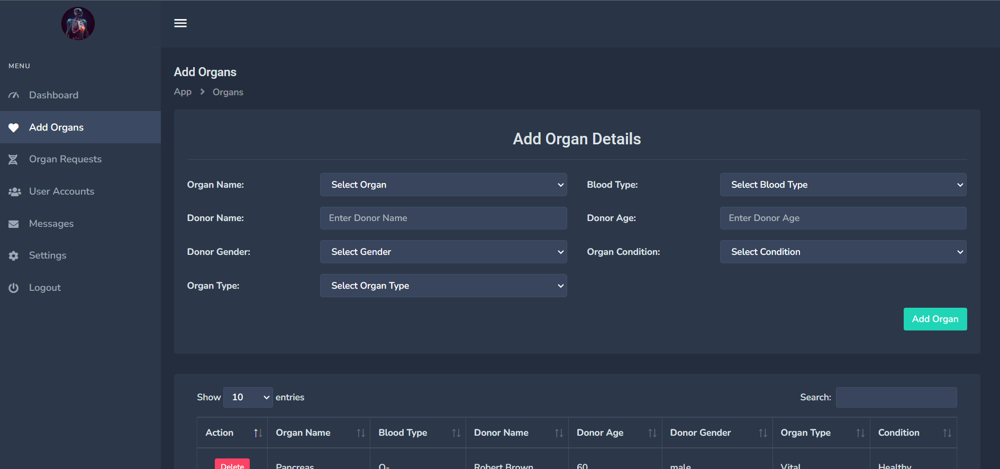 MENU
Dashboard
Add Organs
Organ Requests
User Accounts
Messages
Settings
Logout
Add Organs
App Organs
Add Organ Details
Organ Name: Select Organ Blood Type: Select Blood Type
Donor Name: Enter Donor Name Donor Age: Enter Donor Age
Donor Gender: Select Gender Organ Condition: Select Condition
Organ Type: Select Organ Type
Add Organ
Show 10 entries Search:
Action Organ Name Blood Type Donor Name Donor Age Donor Gender Organ Type Condition
Delete Pancreas O- Robert Brown 60 male Vital Healthy